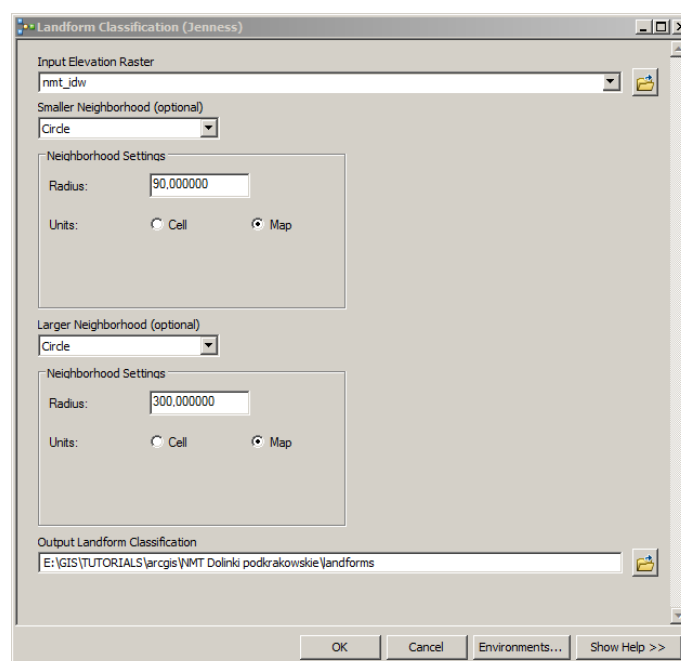 Landform Classification (Jenness)
Input Elevation Raster
nmt_idw
Smaller Neighborhood (optional)
Circle
Neighborhood Settings
Radius: 90,000000
Units: Cell Map
Larger Neighborhood (optional)
Circle
Neighborhood Settings
Radius: 300,000000
Units: Cell Map
Output Landform Classification
E:\GIS\TUTORIALS\arcgis\NMT Dolinki podkrakowskie\landforms
OK Cancel Environments... Show Help >>